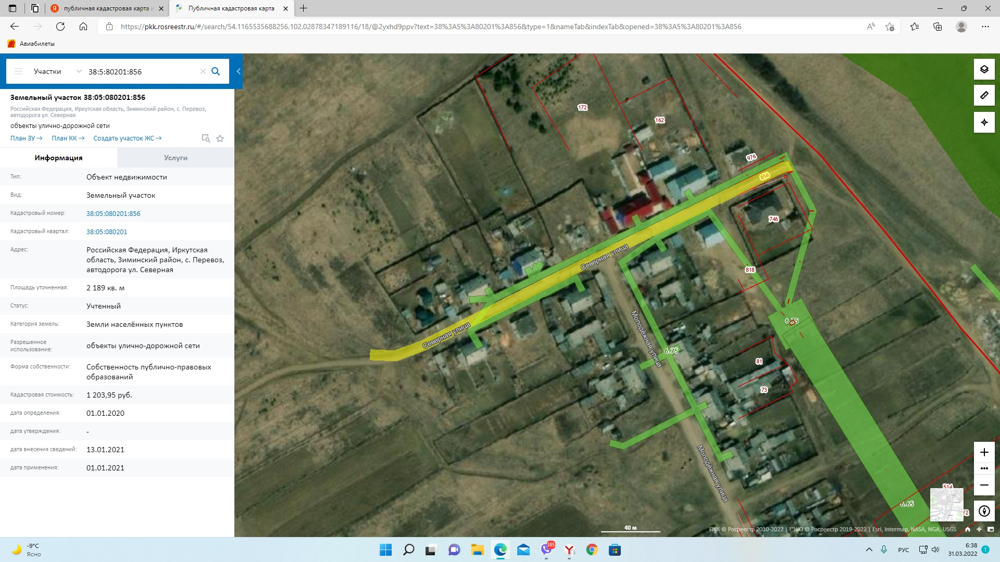 публичная кадастровая карта и
Публичная кадастровая карта
https://pkk.rosreestr.ru/#/search/54.1165535688256,102.02878347189116/18/@2yxhd9ppv?text=38%3A5%3A80201%3A856&type=1&nameTab&indexTab&opened=38%3A5%3A80201%3A856
Авиабилеты
Участки
38:5:80201:856
Земельный участок 38:05:080201:856
Российская Федерация, Иркутская область, Зиминский район, с. Перевоз,
автодорога ул. Северная
объекты улично-дорожной сети
План ЗУ→ План КК→ Создать участок ЖС→
Информация Услуги
Тип: Объект недвижимости
Вид: Земельный участок
Кадастровый номер: 38:05:080201:856
Кадастровый квартал: 38:05:080201
Адрес: Российская Федерация, Иркутская
область, Зиминский район, с. Перевоз,
автодорога ул. Северная
Площадь уточненная: 2 189 кв. м
Статус: Учтенный
Категория земель: Земли населённых пунктов
Разрешенное
использование: объекты улично-дорожной сети
Форма собственности: Собственность публично-правовых
образований
Кадастровая стоимость: 1 203,95 руб.
дата определения: 01.01.2020
дата утверждения: -
дата внесения сведений: 13.01.2021
дата применения: 01.01.2021
172
162
976
856
746
818
Северная улица
Северная улица
Молодёжная улица
6.75
6.75
81
73
Молодёжная улица
514
6.65
72
40 м
ПКК © Росреестр 2010-2022 | ЕЭКО © Росреестр 2019-2022 | Esri, Intermap, NASA, NGA, USGS
-9°C
Ясно
385
РУС
6:38
31.03.2022
1